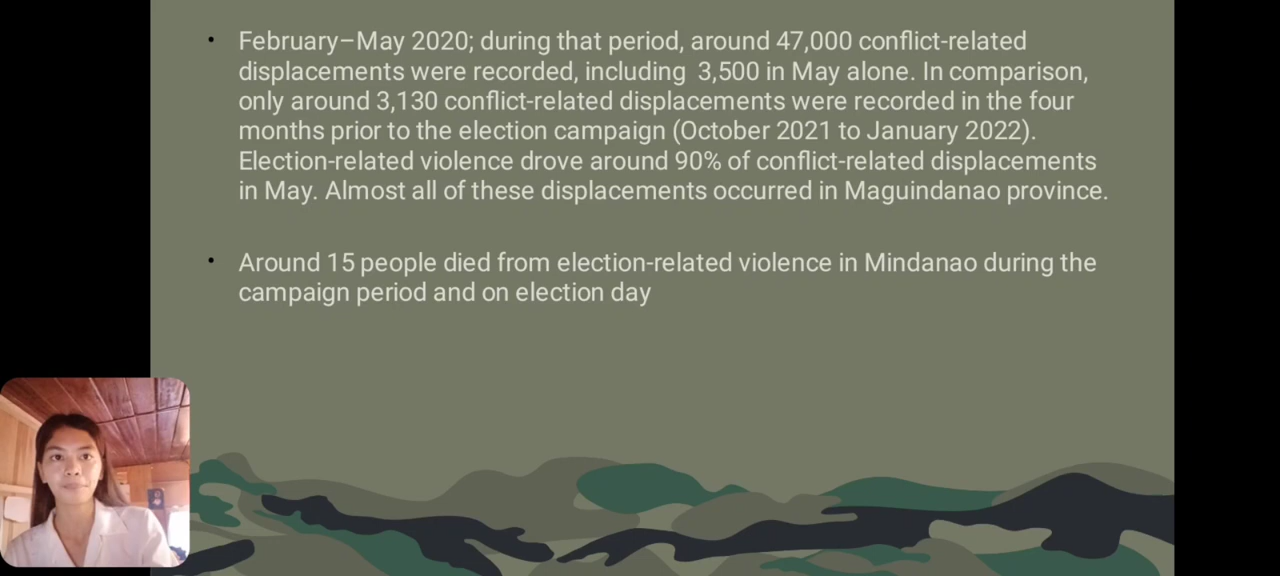 • February–May 2020; during that period, around 47,000 conflict-related
displacements were recorded, including  3,500 in May alone. In comparison,
only around 3,130 conflict-related displacements were recorded in the four
months prior to the election campaign (October 2021 to January 2022).
Election-related violence drove around 90% of conflict-related displacements
in May. Almost all of these displacements occurred in Maguindanao province.
• Around 15 people died from election-related violence in Mindanao during the
campaign period and on election day